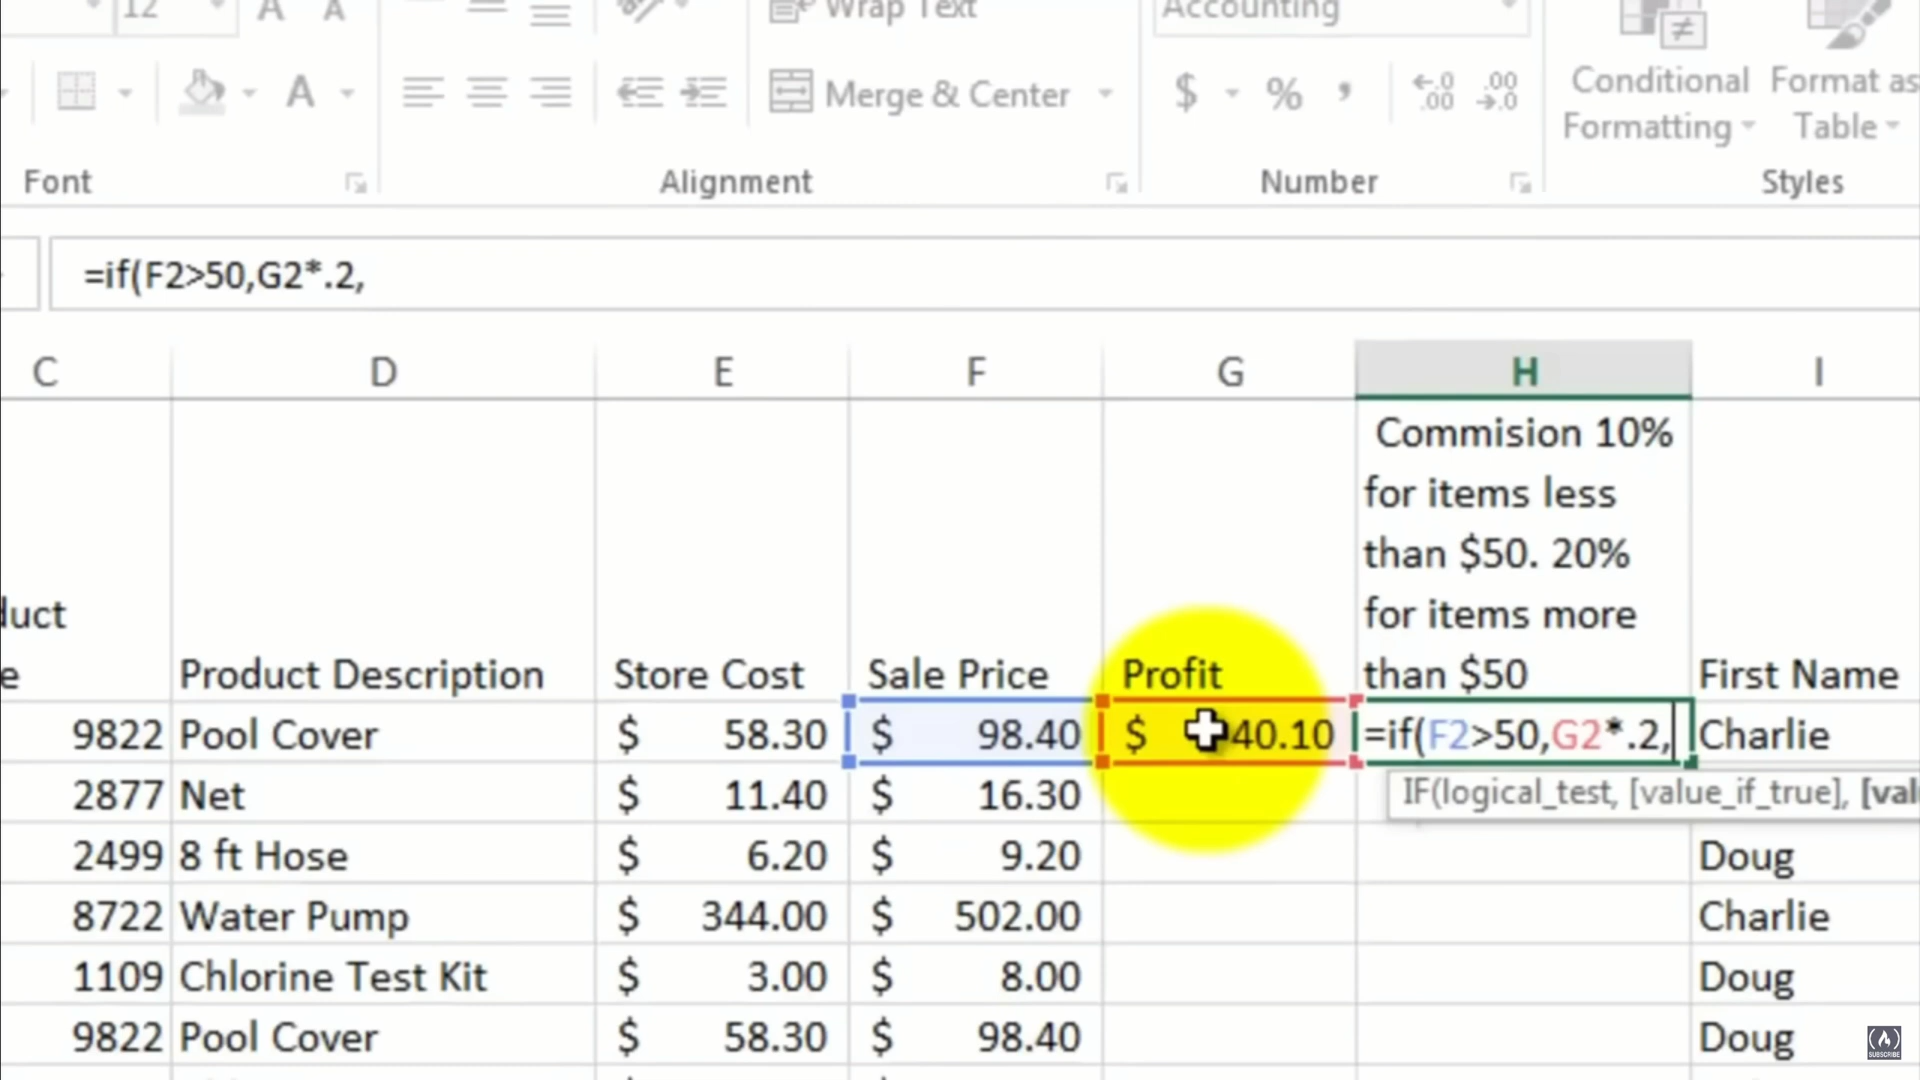 12 A A Wrap Text Accounting
A Merge & Center $ % , .00 .00 Conditional Format as
Formatting Table
Font Alignment Number Styles
=if(F2>50,G2*.2,
C D E F G H I
Commision 10%
for items less
than $50. 20%
duct for items more
e Product Description Store Cost Sale Price Profit than $50 First Name
9822 Pool Cover $ 58.30 $ 98.40 $ 40.10 =if(F2>50,G2*.2, Charlie
2877 Net $ 11.40 $ 16.30 IF(logical_test, [value_if_true], [val
2499 8 ft Hose $ 6.20 $ 9.20 Doug
8722 Water Pump $ 344.00 $ 502.00 Charlie
1109 Chlorine Test Kit $ 3.00 $ 8.00 Doug
9822 Pool Cover $ 58.30 $ 98.40 Doug
SUBSCRIBE